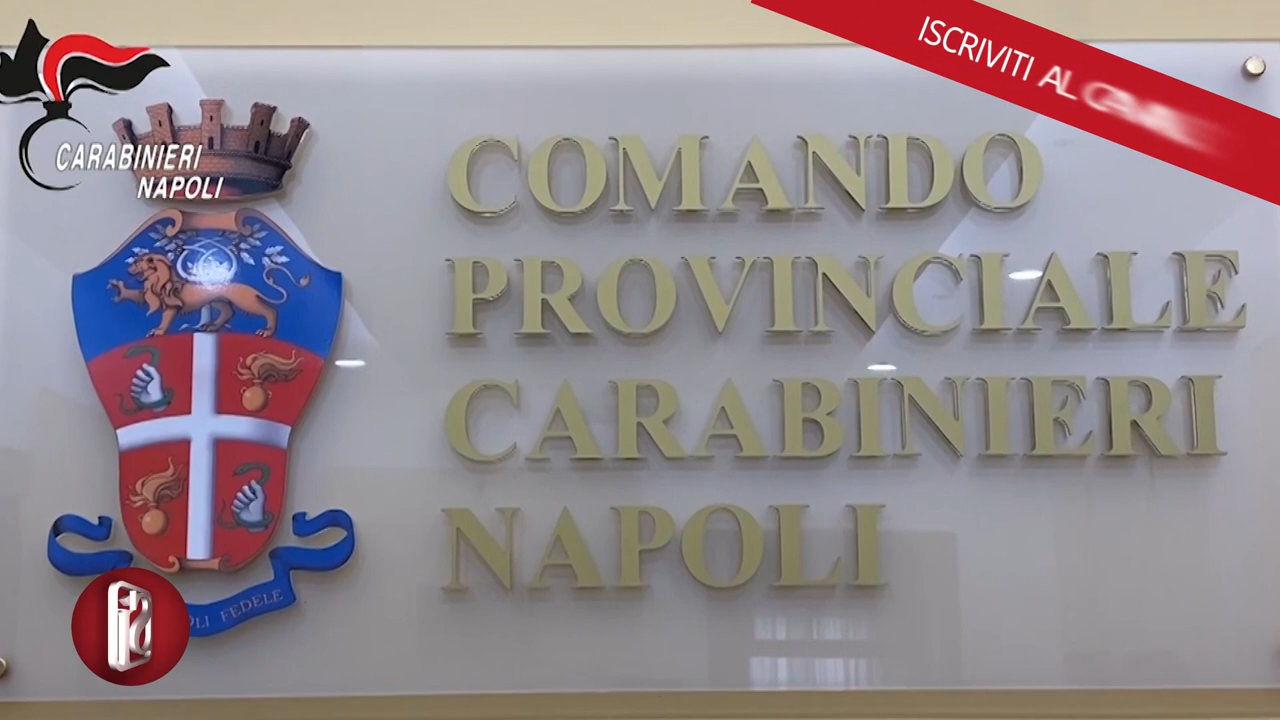 ISCRIVITI AL
CARABINIERI
NAPOLI
COMANDO
PROVINCIALE
CARABINIERI
NAPOLI
FEDELE